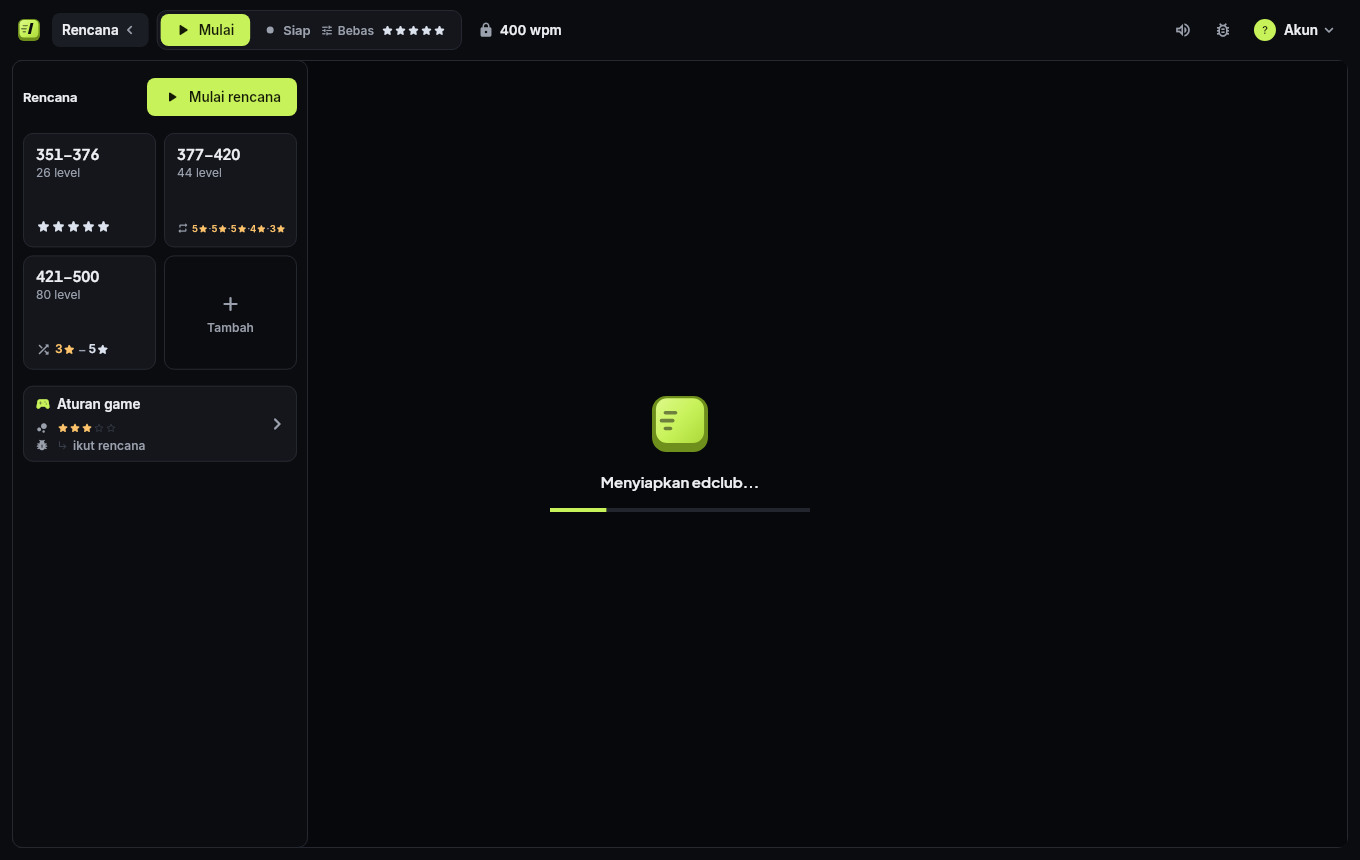 Rencana
Mulai
Siap
Bebas
400 wpm
?
Akun
Rencana
Mulai rencana
351–376
26 level
377–420
44 level
5★·5★·5★·4★·3★
421–500
80 level
3★ – 5★
+
Tambah
Aturan game
ikut rencana
Menyiapkan edclub...